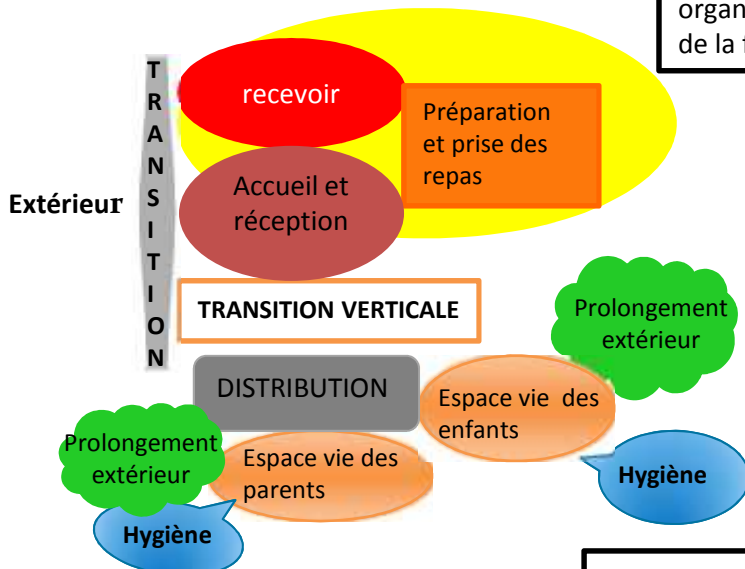 organ
de la f
TRANSITION
recevoir
Préparation
et prise des
repas
Extérieur
Accueil et
réception
TRANSITION VERTICALE
Prolongement
extérieur
DISTRIBUTION
Espace vie des
enfants
Prolongement
extérieur
Espace vie des
parents
Hygiène
Hygiène